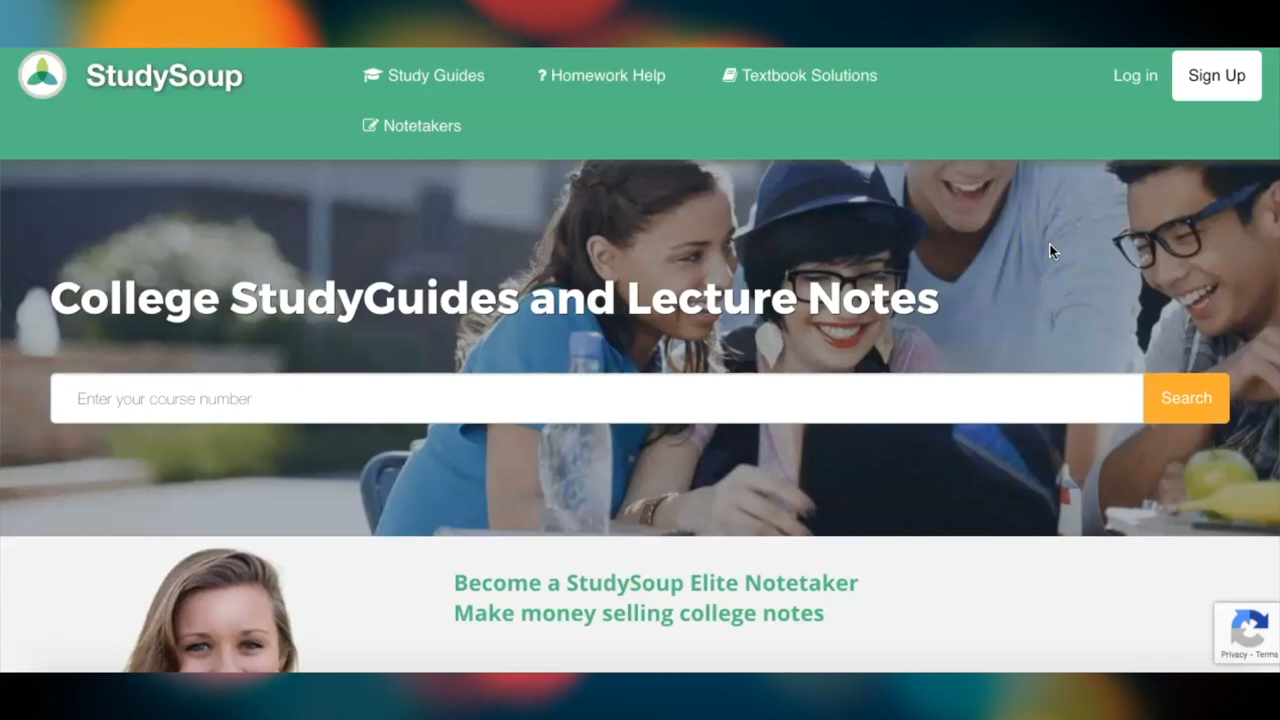 StudySoup
Study Guides
? Homework Help
Textbook Solutions
Log in
Sign Up
Notetakers
College StudyGuides and Lecture Notes
Enter your course number
Search
Become a StudySoup Elite Notetaker
Make money selling college notes
Privacy - Terms